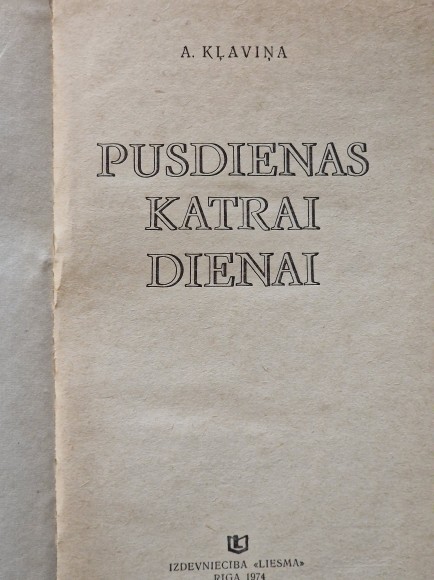 A. KĻAVIŅA
PUSDIENAS
KATRAI
DIENAI
IZDEVNIECĪBA «LIESMA»
RĪGA 1974